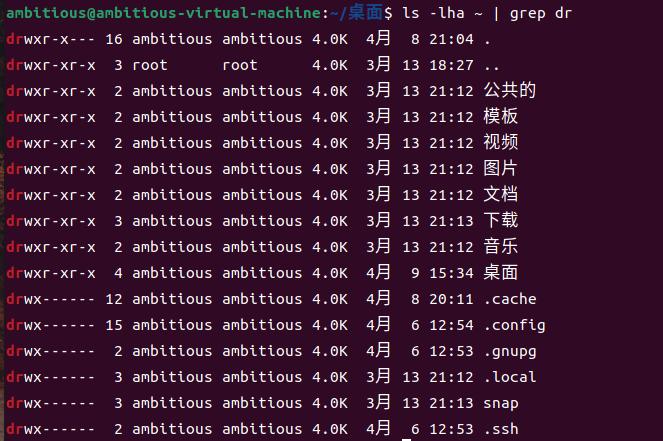 ambitious@ambitious-virtual-machine:~/桌面$ ls -lha ~ | grep dr
drwxr-x--- 16 ambitious ambitious 4.0K  4月   8 21:04 .
drwxr-xr-x  3 root      root      4.0K  3月  13 18:27 ..
drwxr-xr-x  2 ambitious ambitious 4.0K  3月  13 21:12 公共的
drwxr-xr-x  2 ambitious ambitious 4.0K  3月  13 21:12 模板
drwxr-xr-x  2 ambitious ambitious 4.0K  3月  13 21:12 视频
drwxr-xr-x  2 ambitious ambitious 4.0K  3月  13 21:12 图片
drwxr-xr-x  2 ambitious ambitious 4.0K  3月  13 21:12 文档
drwxr-xr-x  3 ambitious ambitious 4.0K  3月  13 21:13 下载
drwxr-xr-x  2 ambitious ambitious 4.0K  3月  13 21:12 音乐
drwxr-xr-x  4 ambitious ambitious 4.0K  4月   9 15:34 桌面
drwx------ 12 ambitious ambitious 4.0K  4月   8 20:11 .cache
drwx------ 15 ambitious ambitious 4.0K  4月   6 12:54 .config
drwx------  2 ambitious ambitious 4.0K  4月   6 12:53 .gnupg
drwx------  3 ambitious ambitious 4.0K  3月  13 21:12 .local
drwx------  3 ambitious ambitious 4.0K  3月  13 21:13 snap
drwx------  2 ambitious ambitious 4.0K  4月   6 12:53 .ssh